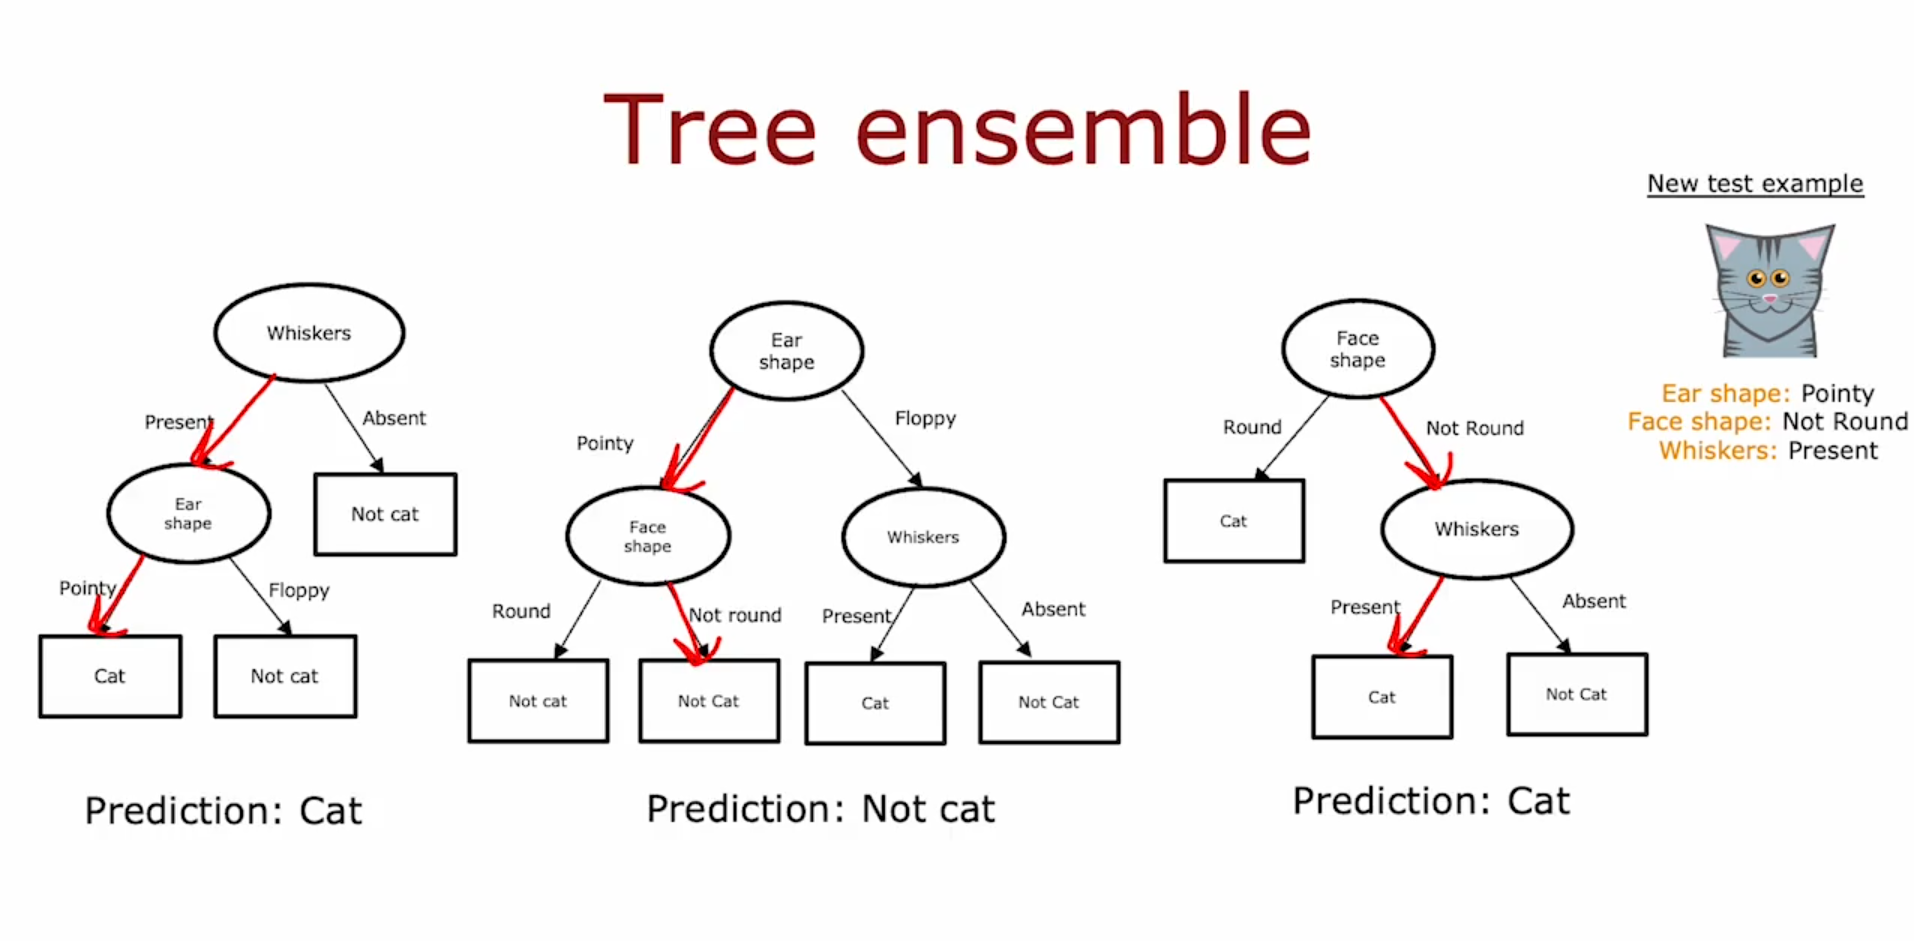 Tree ensemble
New test example
Ear shape: Pointy
Face shape: Not Round
Whiskers: Present
Whiskers
Present
Absent
Ear
shape
Not cat
Pointy
Floppy
Cat
Not cat
Prediction: Cat
Ear
shape
Pointy
Floppy
Face
shape
Whiskers
Round
Not round
Present
Absent
Not cat
Not Cat
Cat
Not Cat
Prediction: Not cat
Face
shape
Round
Not Round
Cat
Whiskers
Present
Absent
Cat
Not Cat
Prediction: Cat